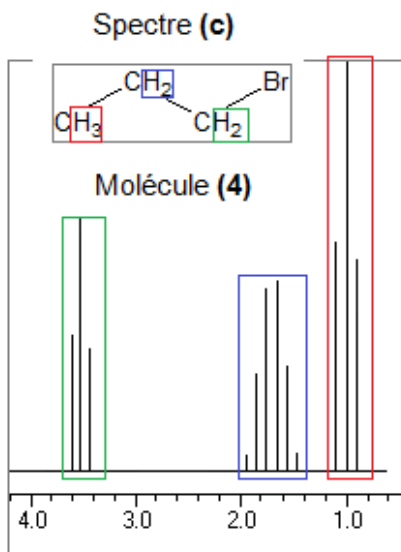 Spectre (c)
CH₂ Br
CH₃ CH₂
Molécule (4)
4.0 3.0 2.0 1.0